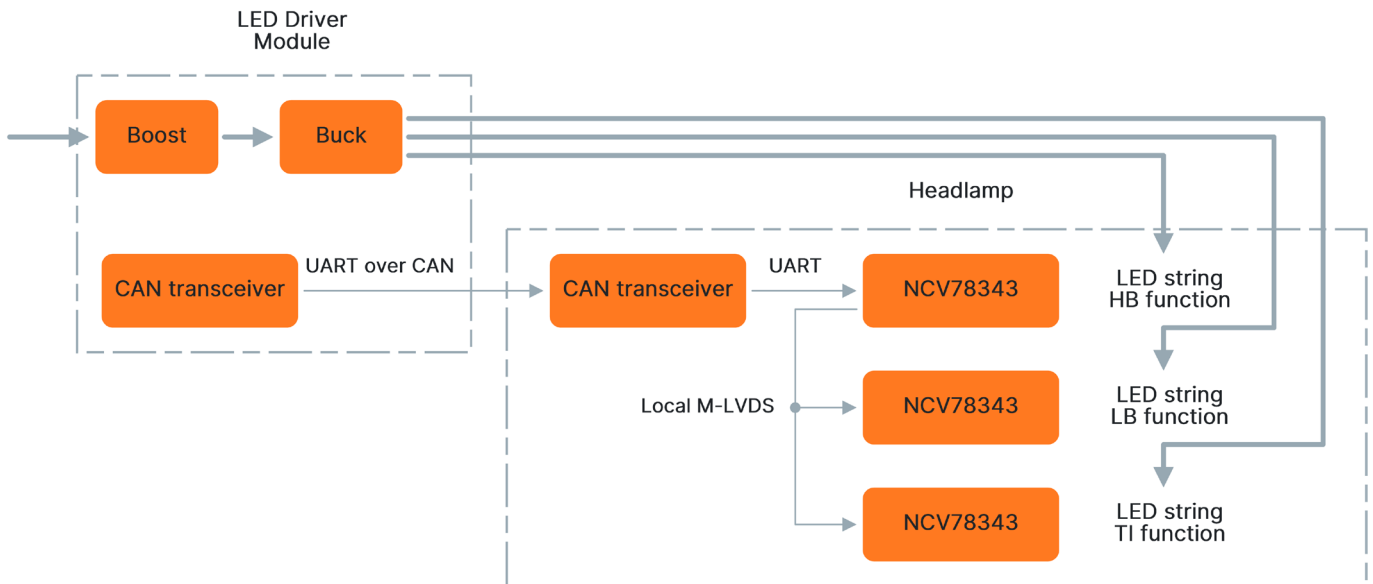 LED Driver
Module
Boost
Buck
Headlamp
CAN transceiver
UART over CAN
CAN transceiver
UART
NCV78343
LED string
HB function
Local M-LVDS
NCV78343
LED string
LB function
NCV78343
LED string
TI function